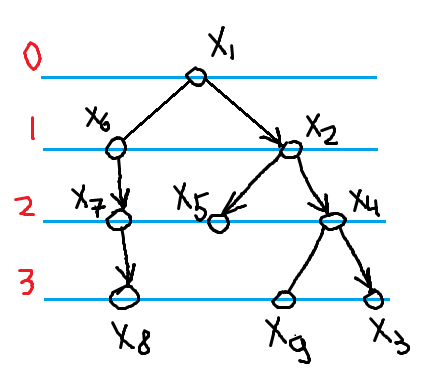 0 X₁
1 X₆ X₂
2 X₇ X₅ X₄
3
X₈ X₉ X₃